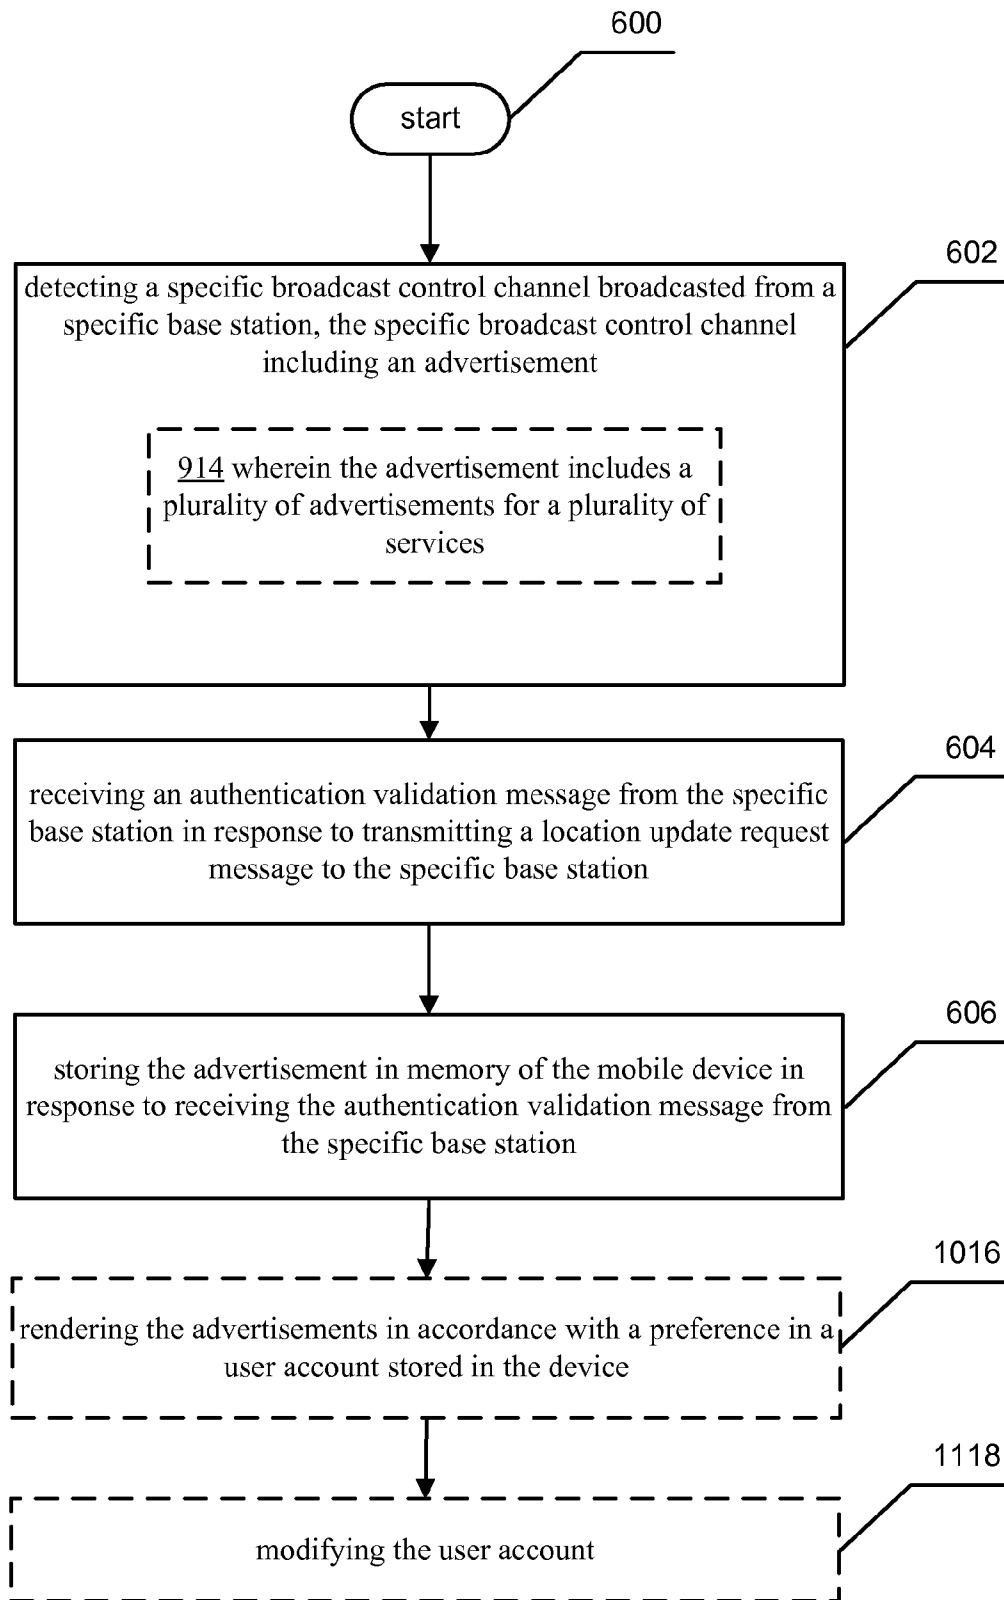 600
start
602
detecting a specific broadcast control channel broadcasted from a
specific base station, the specific broadcast control channel
including an advertisement
914 wherein the advertisement includes a
plurality of advertisements for a plurality of
services
604
receiving an authentication validation message from the specific
base station in response to transmitting a location update request
message to the specific base station
606
storing the advertisement in memory of the mobile device in
response to receiving the authentication validation message from
the specific base station
1016
rendering the advertisements in accordance with a preference in a
user account stored in the device
1118
modifying the user account